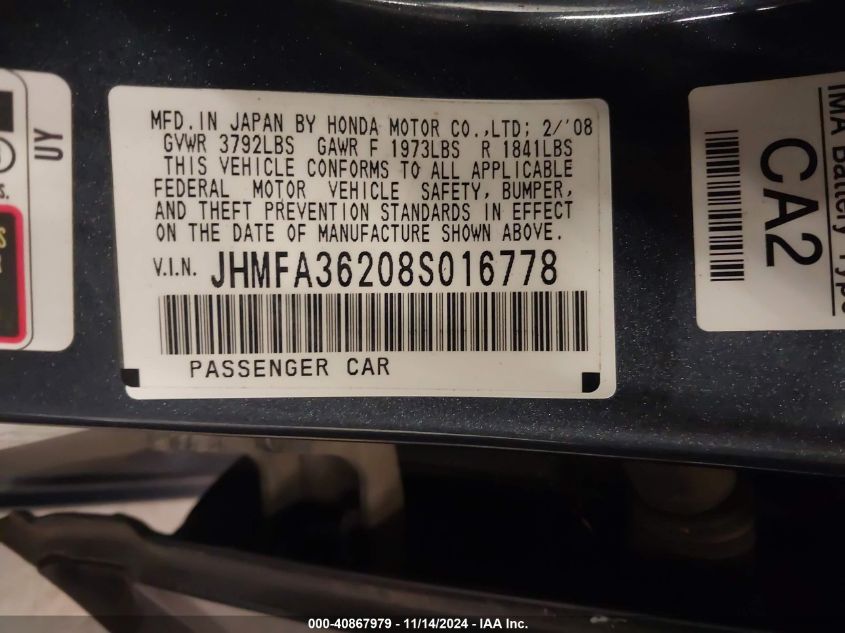 MFD. IN JAPAN BY HONDA MOTOR CO.,LTD; 2/'08
GVWR 3792LBS GAWR F 1973LBS R 1841LBS
THIS VEHICLE CONFORMS TO ALL APPLICABLE
FEDERAL MOTOR VEHICLE SAFETY, BUMPER,
AND THEFT PREVENTION STANDARDS IN EFFECT
ON THE DATE OF MANUFACTURE SHOWN ABOVE.
V.I.N. JHMFA36208S016778
PASSENGER CAR
UY
IMA Battery Type
CA2
000-40867979 - 11/14/2024 - IAA Inc.